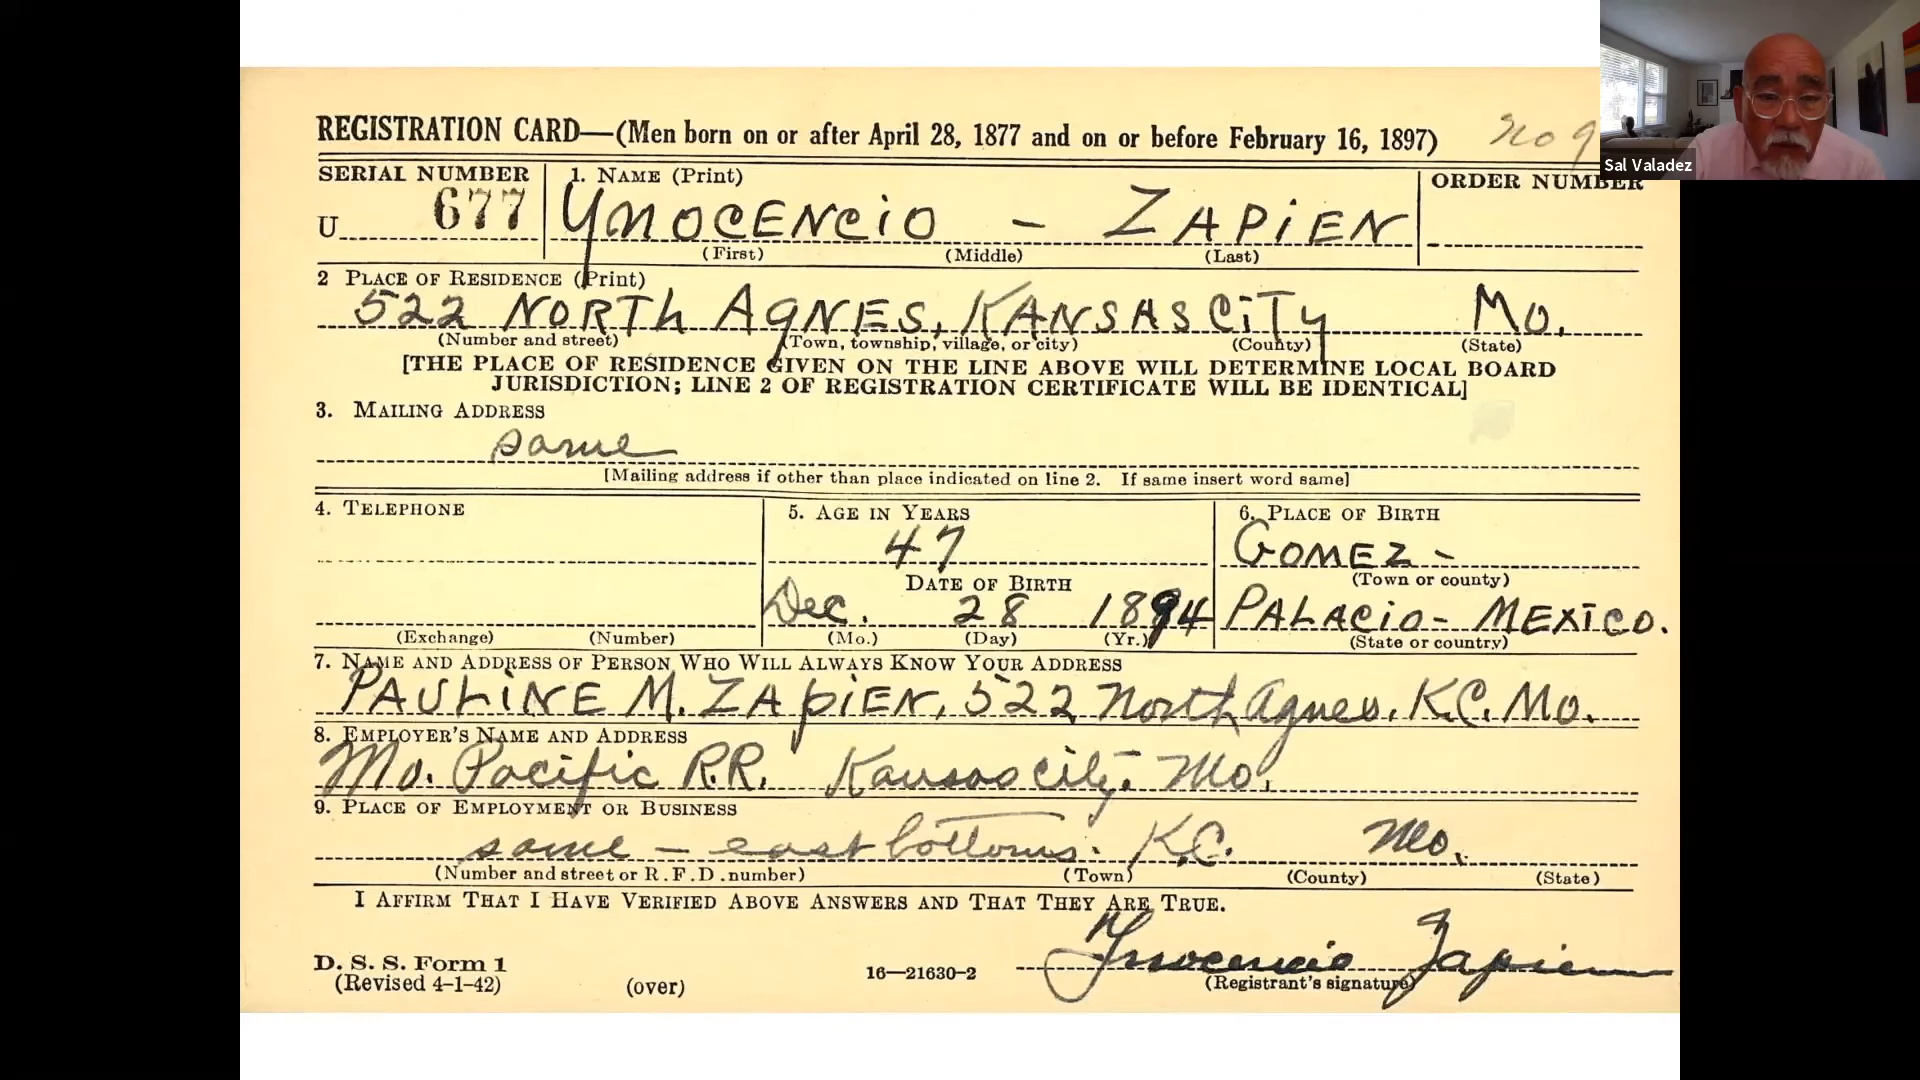 REGISTRATION CARD—(Men born on or after April 28, 1877 and on or before February 16, 1897)
Sal Valadez
SERIAL NUMBER 1. NAME (Print) ORDER NUMBER
U 677 YNOCENCiO - ZAPiEN
(First) (Middle) (Last)
2 PLACE OF RESIDENCE (Print)
522 NORTh AgNES, KANSAS CiTy Mo.
(Number and street) (Town, township, village, or city) (County) (State)
[THE PLACE OF RESIDENCE GIVEN ON THE LINE ABOVE WILL DETERMINE LOCAL BOARD
JURISDICTION; LINE 2 OF REGISTRATION CERTIFICATE WILL BE IDENTICAL]
3. MAILING ADDRESS
same
[Mailing address if other than place indicated on line 2. If same insert word same]
4. TELEPHONE 5. AGE IN YEARS 6. PLACE OF BIRTH
47 GOMEZ -
DATE OF BIRTH (Town or county)
Dec. 28 1894 PALACiO - MEXICO.
(Exchange) (Number) (Mo.) (Day) (Yr.) (State or country)
7. NAME AND ADDRESS OF PERSON WHO WILL ALWAYS KNOW YOUR ADDRESS
PAULiNE M. ZApiEN, 522 North Agnes, K.C. Mo.
8. EMPLOYER'S NAME AND ADDRESS
Mo. Pacific R.R. Kansas City, Mo.
9. PLACE OF EMPLOYMENT OR BUSINESS
same - east bottoms. K.C. Mo.
(Number and street or R.F.D. number) (Town) (County) (State)
I AFFIRM THAT I HAVE VERIFIED ABOVE ANSWERS AND THAT THEY ARE TRUE.
Ynocencio Zapien
D. S. S. Form 1
(Revised 4-1-42) (over) 16—21630-2 (Registrant's signature)